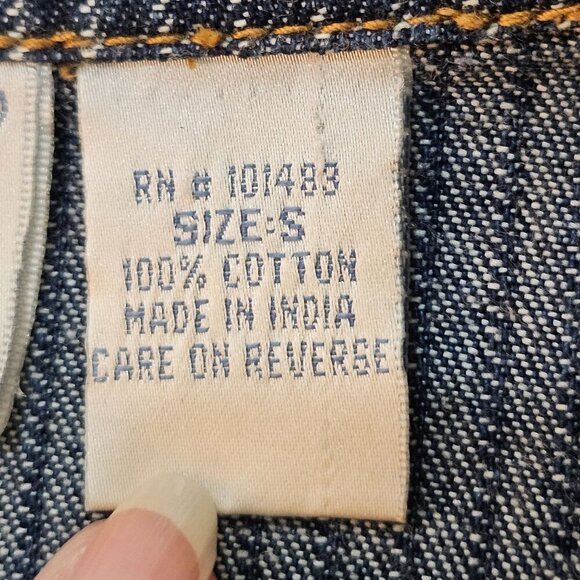 RN # 101483
SIZE:S
100% COTTON
MADE IN INDIA
CARE ON REVERSE